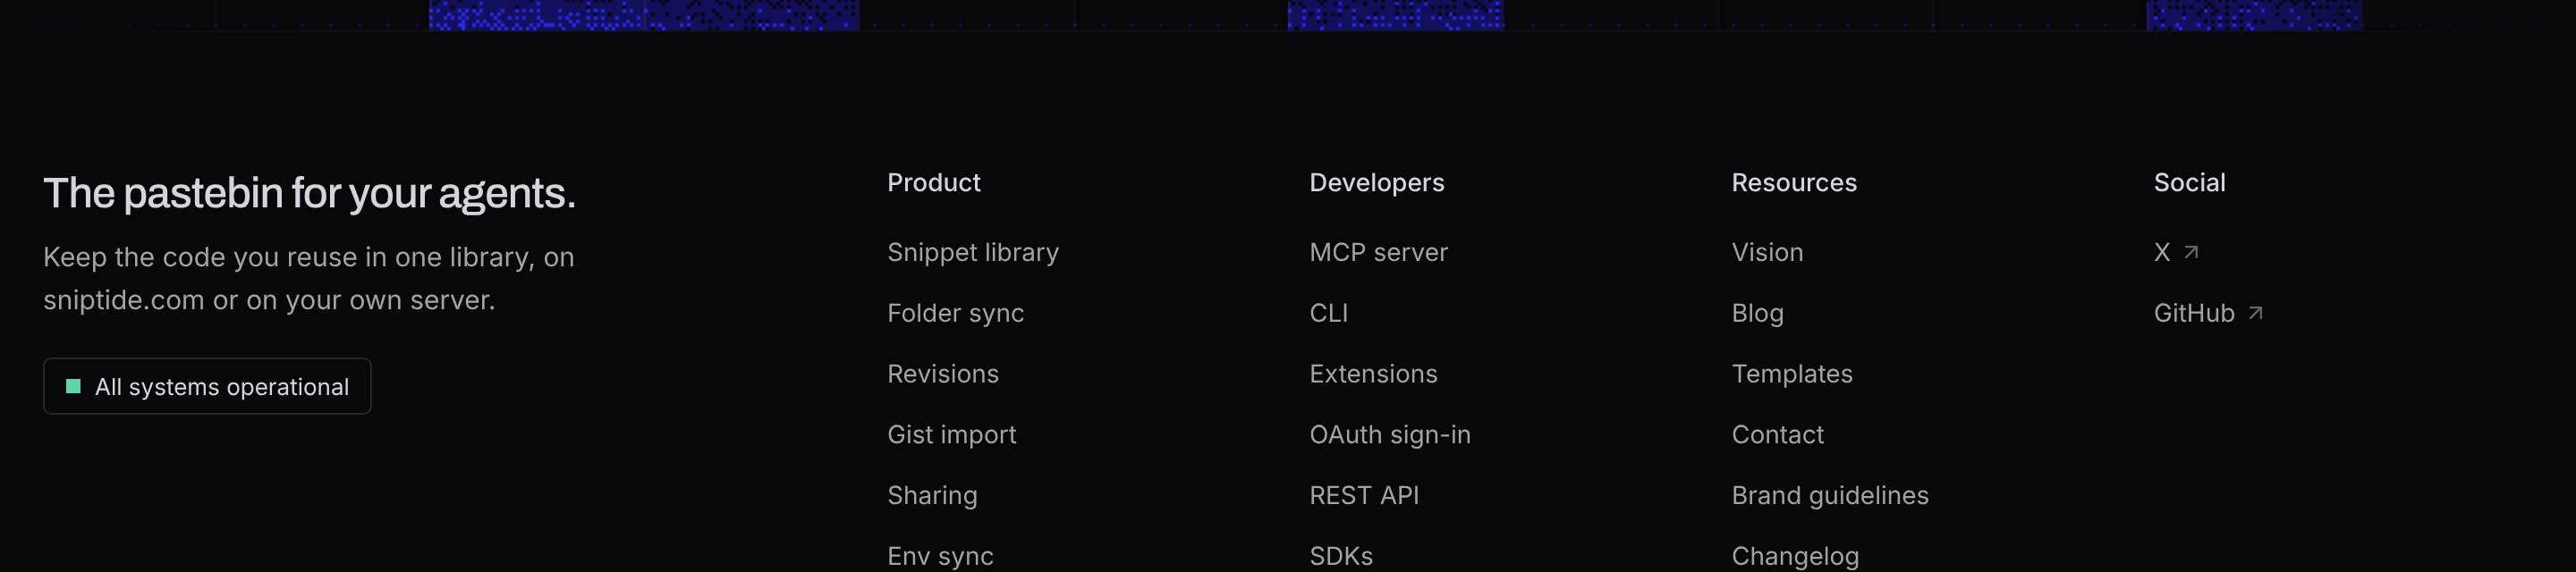 The pastebin for your agents.
Keep the code you reuse in one library, on
sniptide.com or on your own server.
All systems operational
Product
Snippet library
Folder sync
Revisions
Gist import
Sharing
Env sync
Developers
MCP server
CLI
Extensions
OAuth sign-in
REST API
SDKs
Resources
Vision
Blog
Templates
Contact
Brand guidelines
Changelog
Social
X
GitHub